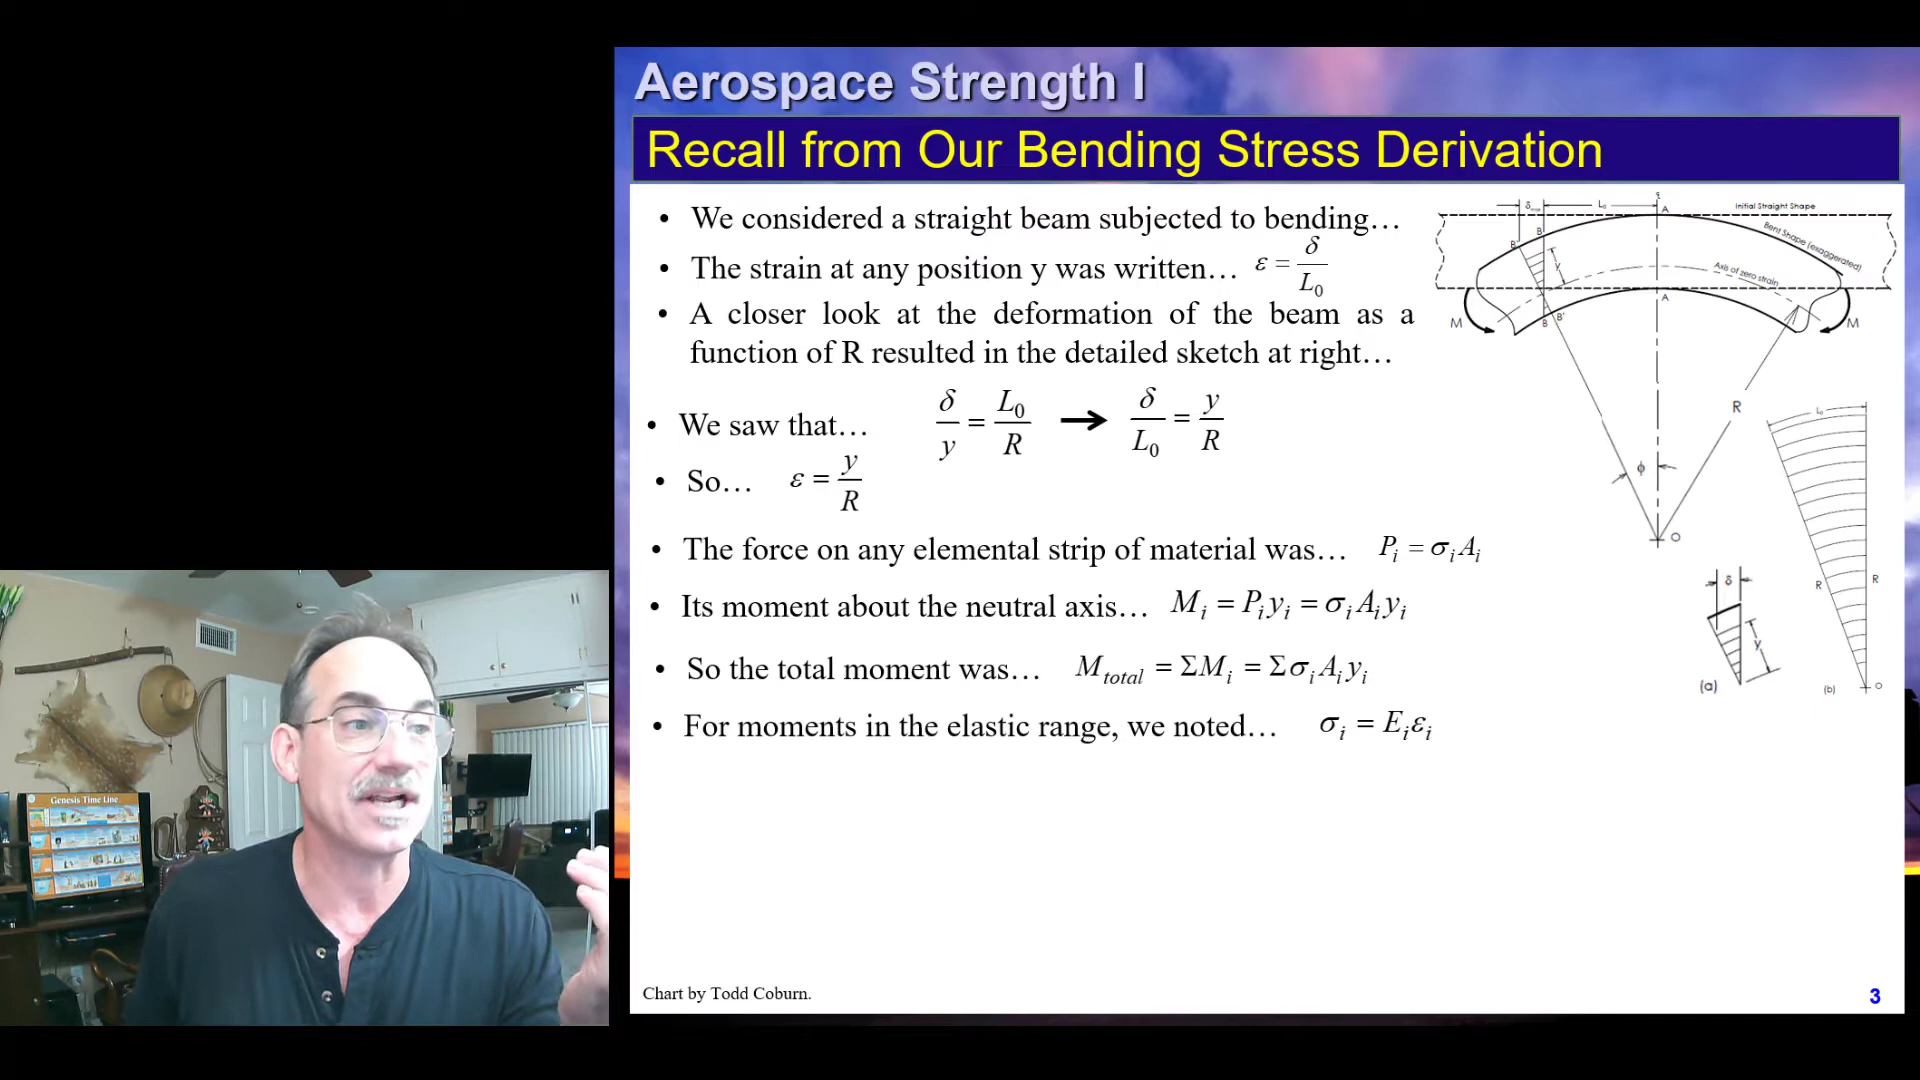 Aerospace Strength I
Recall from Our Bending Stress Derivation
• We considered a straight beam subjected to bending…
• The strain at any position y was written… ε = δ / L₀
• A closer look at the deformation of the beam as a
function of R resulted in the detailed sketch at right…
• We saw that… δ / y = L₀ / R → δ / L₀ = y / R
• So… ε = y / R
• The force on any elemental strip of material was… Pᵢ = σᵢAᵢ
• Its moment about the neutral axis… Mᵢ = Pᵢyᵢ = σᵢAᵢyᵢ
• So the total moment was… M_total = ΣMᵢ = ΣσᵢAᵢyᵢ
• For moments in the elastic range, we noted… σᵢ = Eᵢεᵢ
L₀
A
Initial Straight Shape
Bent Shape (exaggerated)
Axis of zero strain
B
B'
y
A
B B'
M
M
R
ϕ
O
L₀
R
R
δ
y
(a)
(b)
O
Genesis Time Line
Chart by Todd Coburn.
3